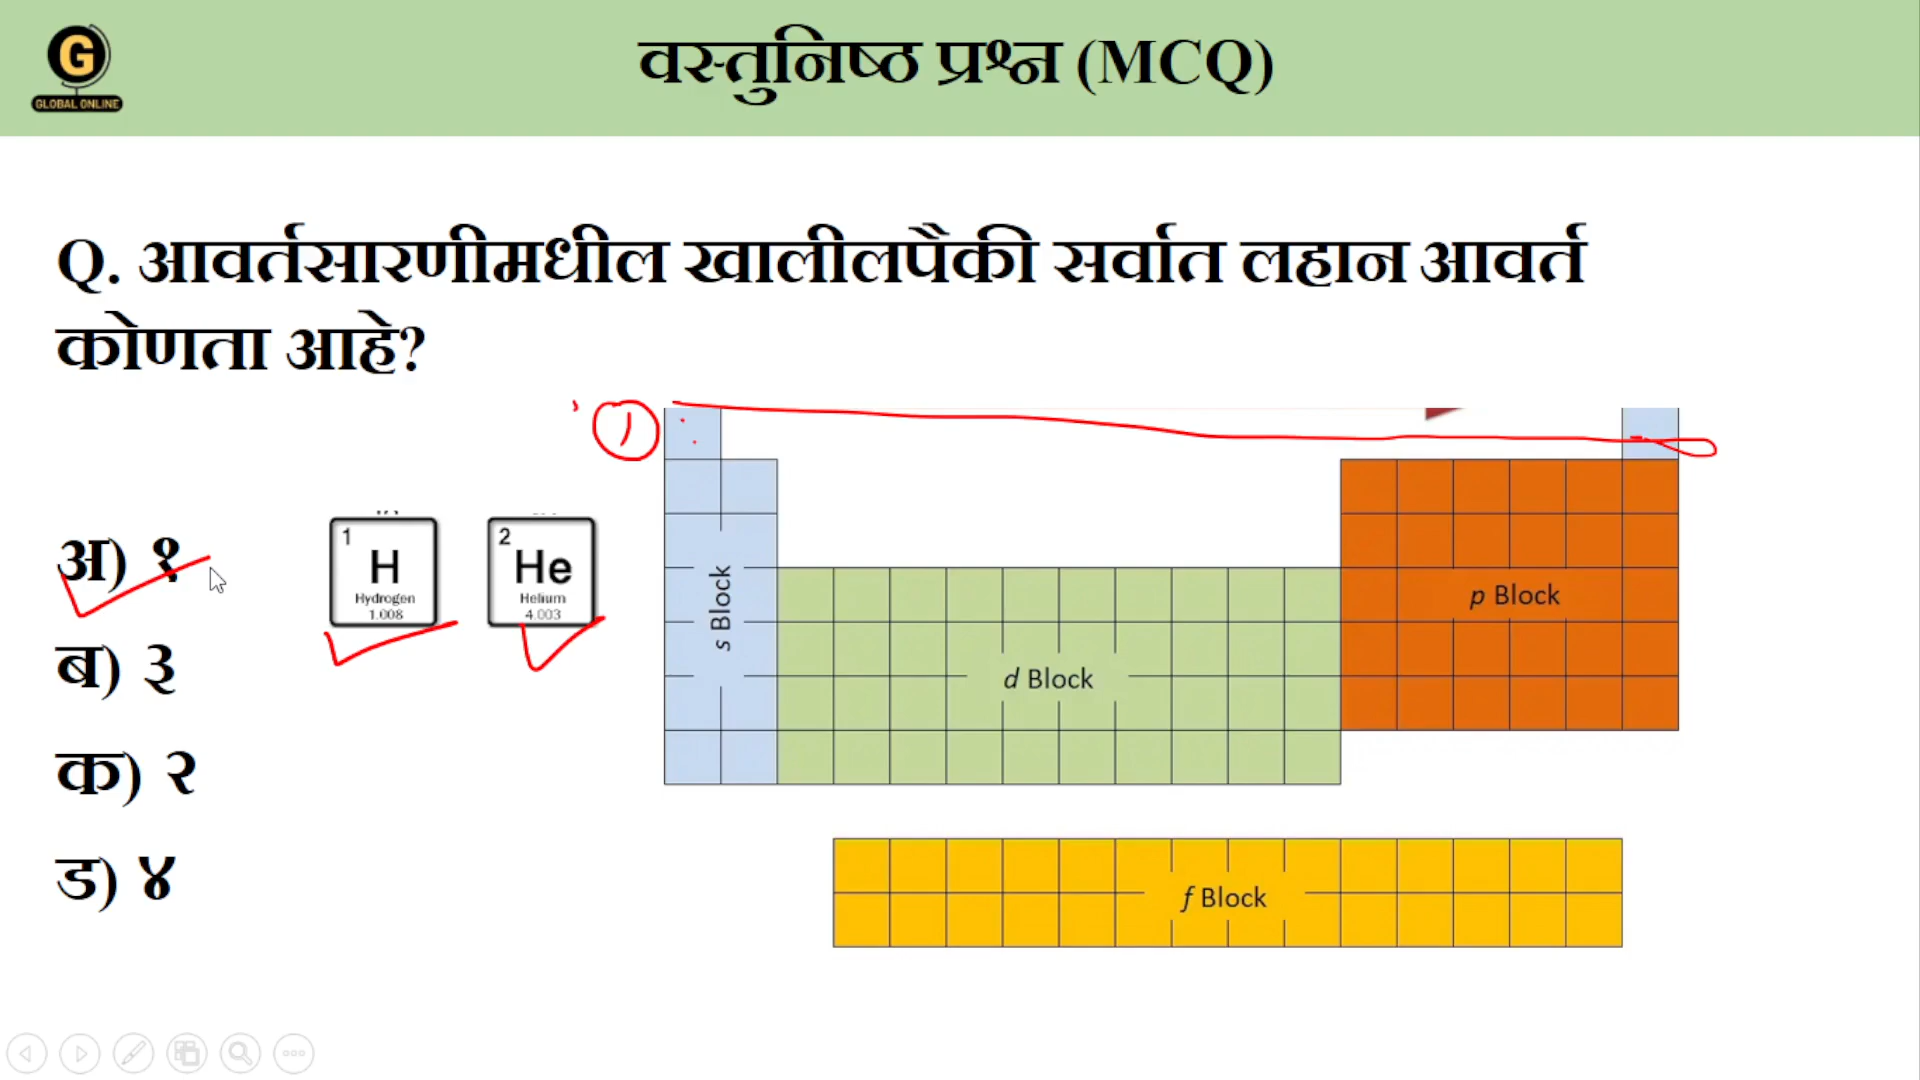 G
GLOBAL ONLINE
वस्तुनिष्ठ प्रश्न (MCQ)
Q. आवर्तसारणीमधील खालीलपैकी सर्वात लहान आवर्त
कोणता आहे?
1
अ) १
ब) ३
क) २
ड) ४
1
H
Hydrogen
1.008
2
He
Helium
4.003
s Block
d Block
p Block
f Block